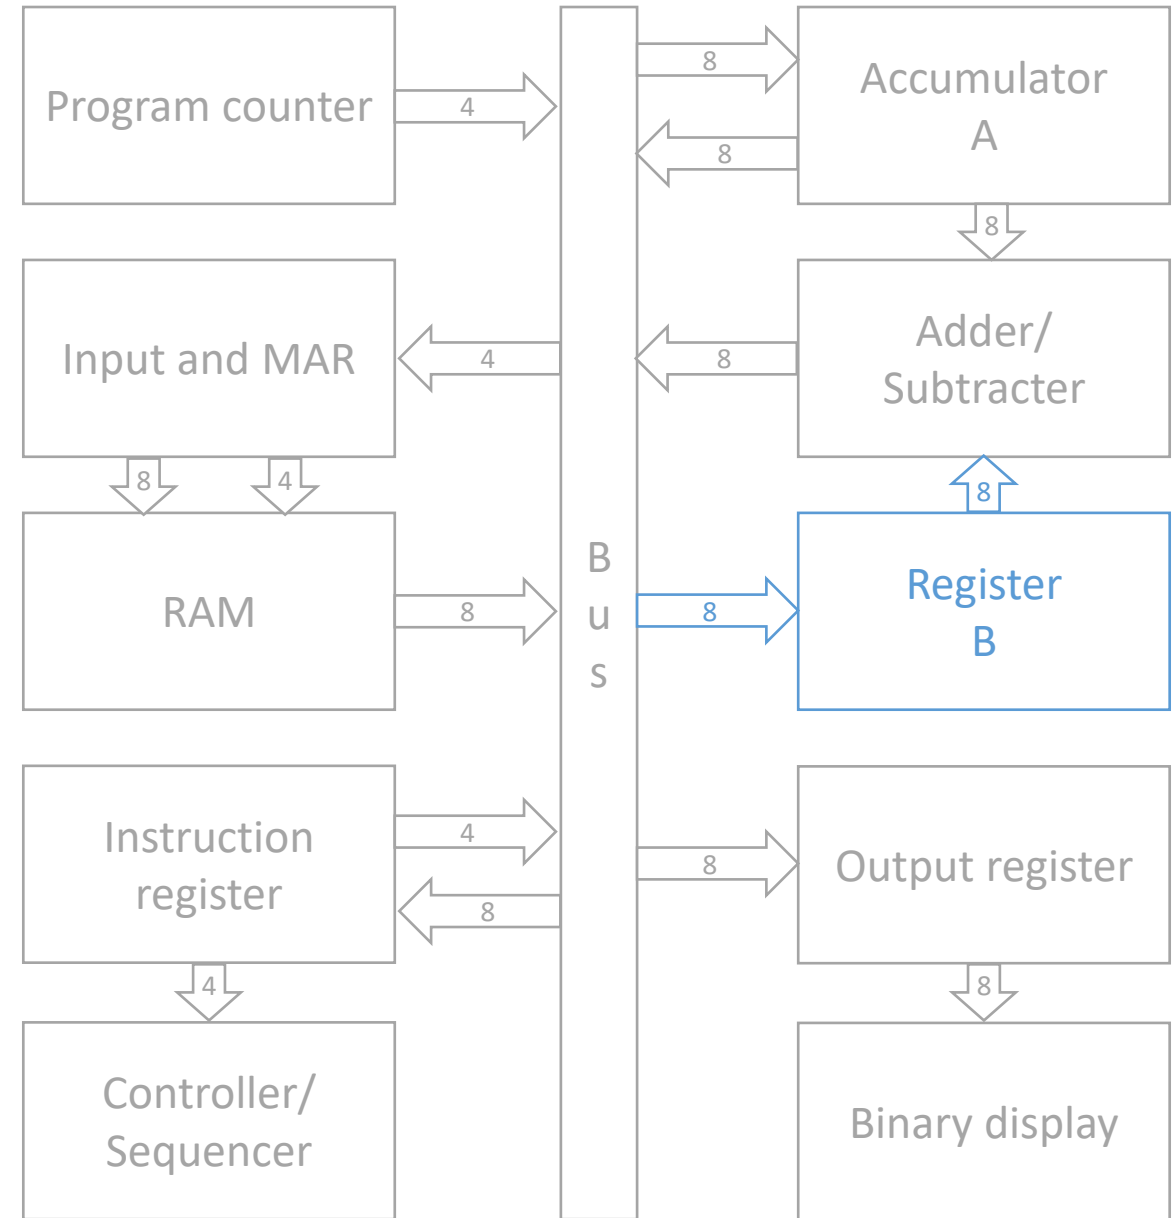 Program counter
4
8
8
Accumulator
A
8
Input and MAR
4
8
Adder/
Subtracter
8
4
8
RAM
8
B
u
s
8
Register
B
Instruction
register
4
8
8
Output register
4
8
Controller/
Sequencer
Binary display